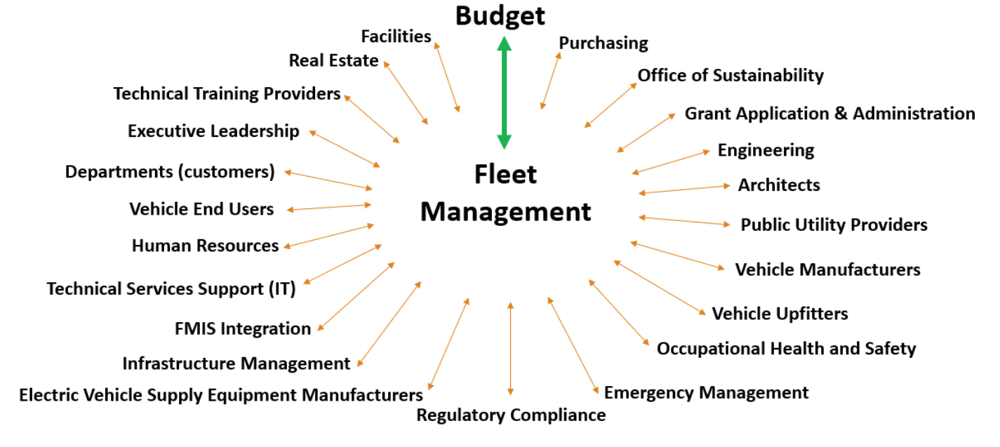 Budget
Facilities
Purchasing
Real Estate
Office of Sustainability
Technical Training Providers
Grant Application & Administration
Executive Leadership
Engineering
Departments (customers)
Fleet
Management
Architects
Vehicle End Users
Public Utility Providers
Human Resources
Vehicle Manufacturers
Technical Services Support (IT)
Vehicle Upfitters
FMIS Integration
Occupational Health and Safety
Infrastructure Management
Electric Vehicle Supply Equipment Manufacturers
Emergency Management
Regulatory Compliance